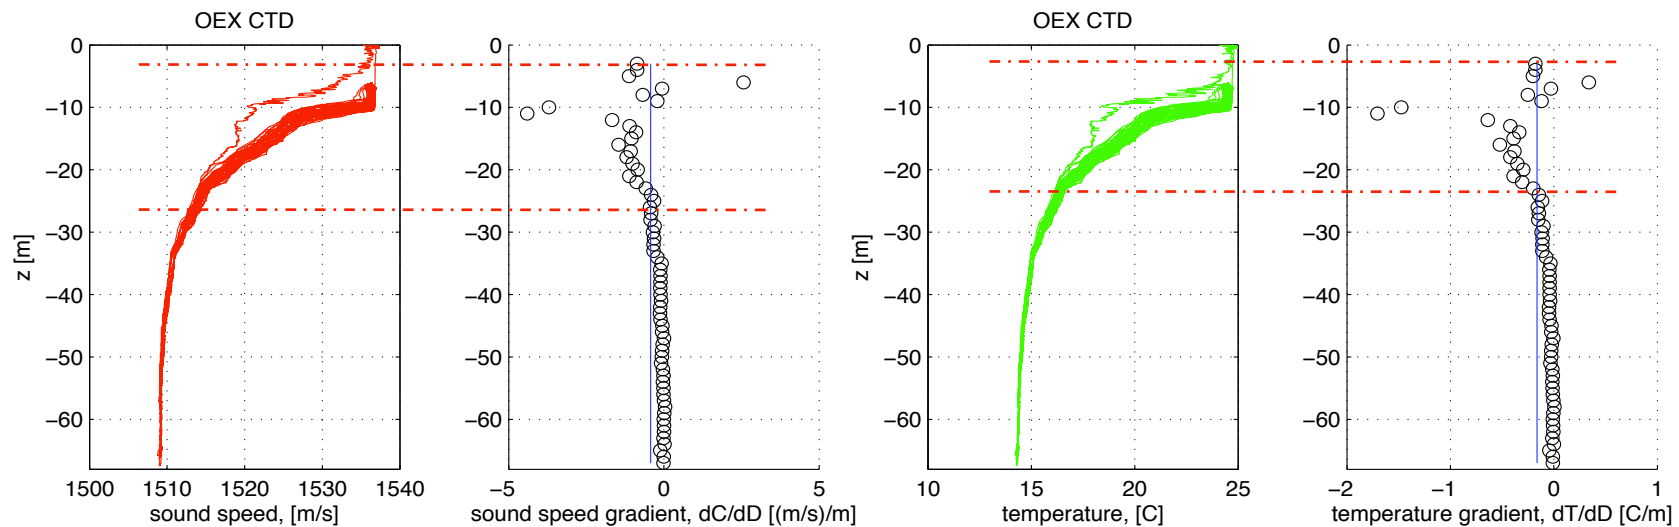 OEX CTD
0
−10
−20
−30
−40
−50
−60
z [m]
1500 1510 1520 1530 1540
sound speed, [m/s]
0
−10
−20
−30
−40
−50
−60
−5 0 5
sound speed gradient, dC/dD [(m/s)/m]
OEX CTD
0
−10
−20
−30
−40
−50
−60
z [m]
10 15 20 25
temperature, [C]
0
−10
−20
−30
−40
−50
−60
−2 −1 0 1
temperature gradient, dT/dD [C/m]